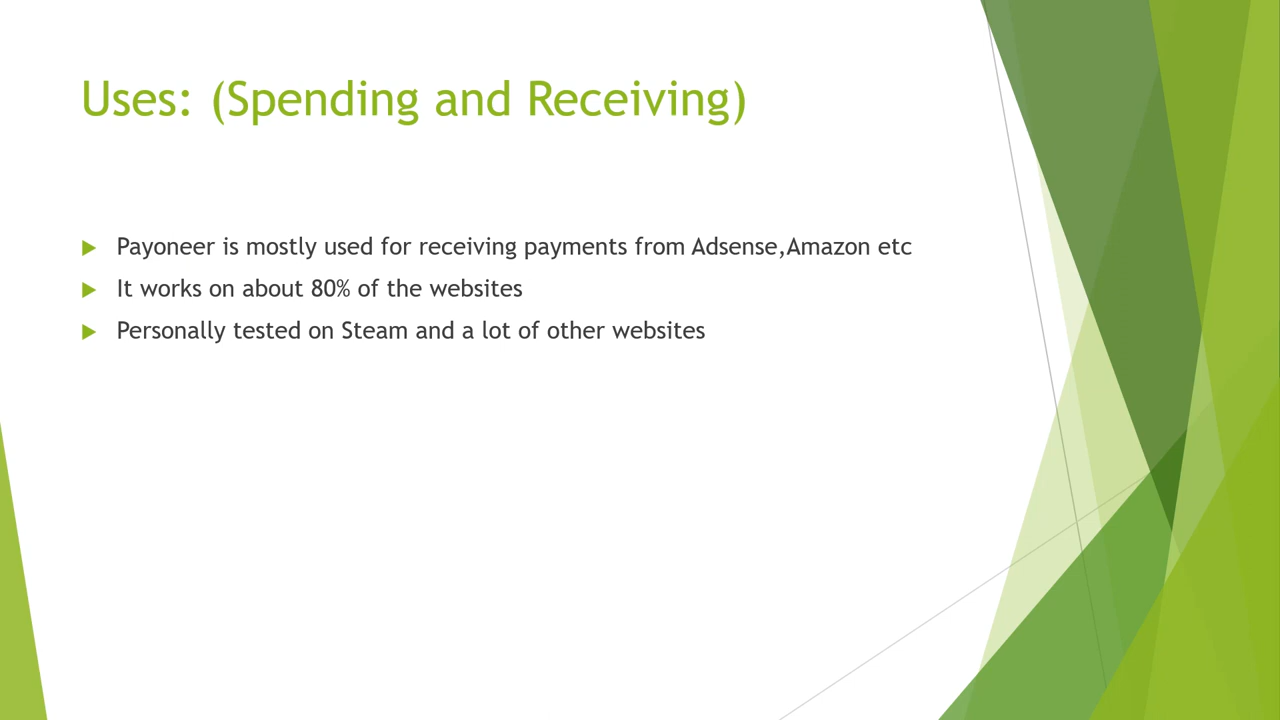 Uses: (Spending and Receiving)
Payoneer is mostly used for receiving payments from Adsense,Amazon etc
It works on about 80% of the websites
Personally tested on Steam and a lot of other websites